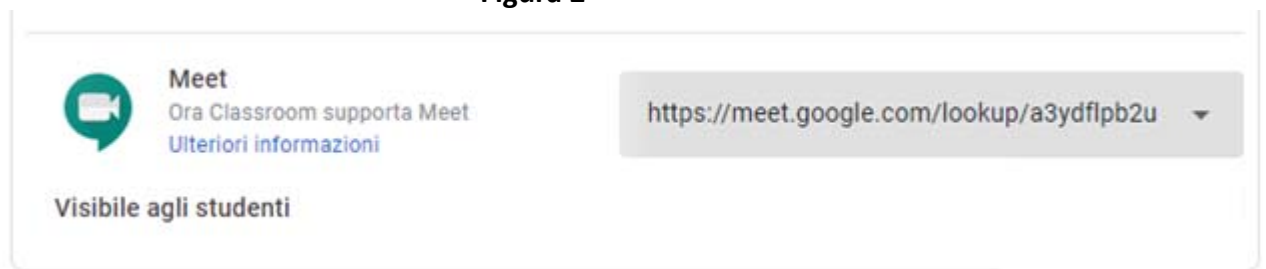 Meet
Ora Classroom supporta Meet
Ulteriori informazioni
https://meet.google.com/lookup/a3ydflpb2u
Visibile agli studenti